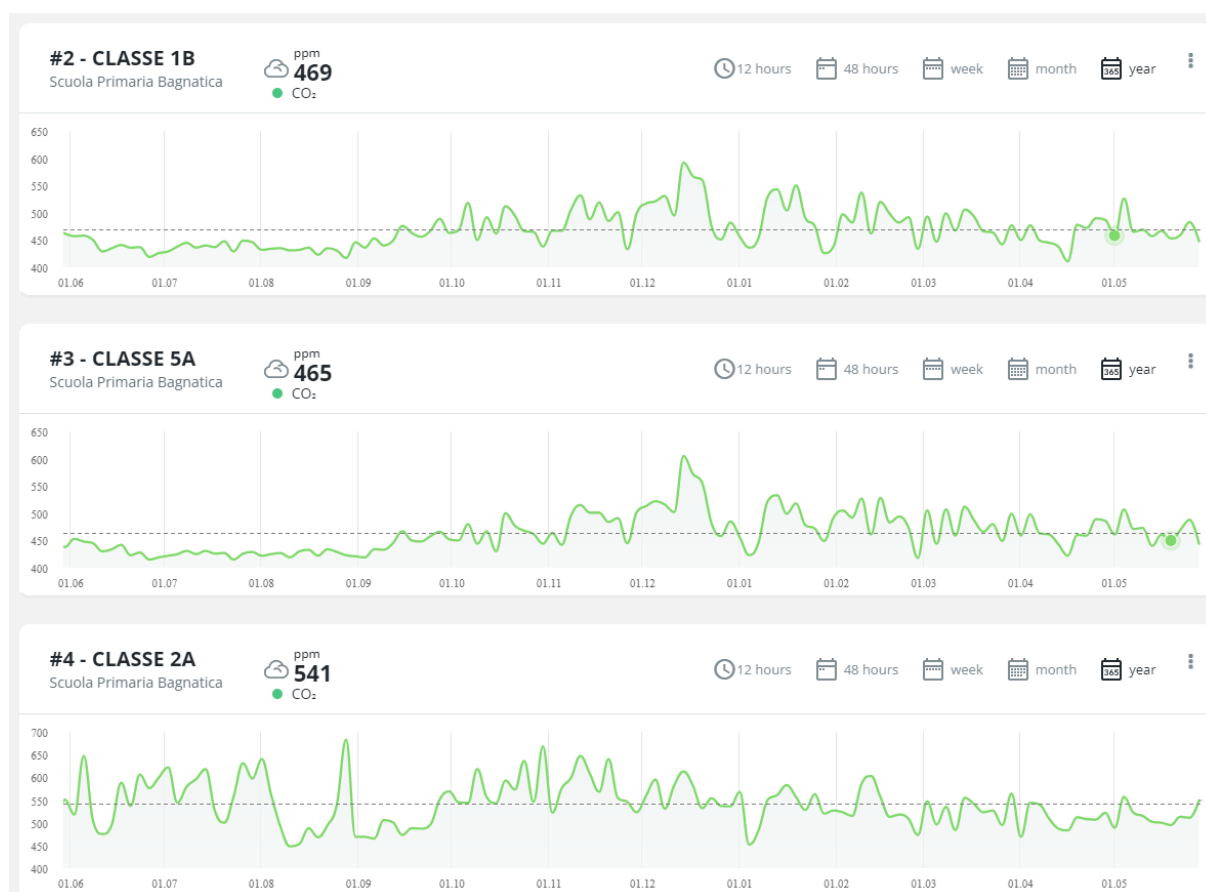 #2 - CLASSE 1B
Scuola Primaria Bagnatica
ppm
469
CO₂
12 hours 48 hours week month 365 year
650
600
550
500
450
400
01.06 01.07 01.08 01.09 01.10 01.11 01.12 01.01 01.02 01.03 01.04 01.05
#3 - CLASSE 5A
Scuola Primaria Bagnatica
ppm
465
CO₂
12 hours 48 hours week month 365 year
650
600
550
500
450
400
01.06 01.07 01.08 01.09 01.10 01.11 01.12 01.01 01.02 01.03 01.04 01.05
#4 - CLASSE 2A
Scuola Primaria Bagnatica
ppm
541
CO₂
12 hours 48 hours week month 365 year
700
650
600
550
500
450
400
01.06 01.07 01.08 01.09 01.10 01.11 01.12 01.01 01.02 01.03 01.04 01.05